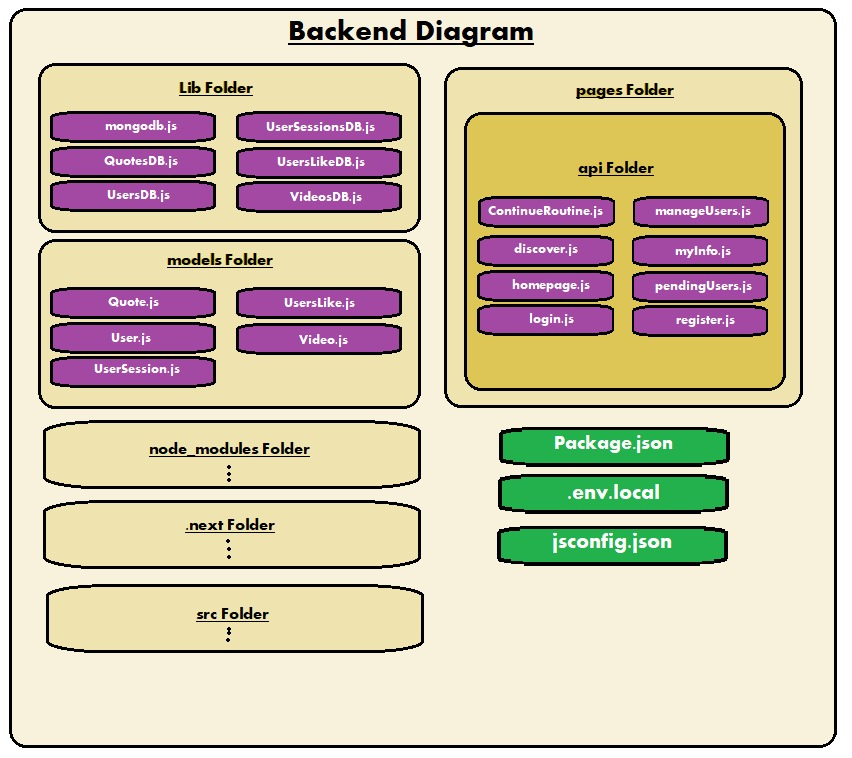 Backend Diagram
Lib Folder
mongodb.js
UserSessionsDB.js
QuotesDB.js
UsersLikeDB.js
UsersDB.js
VideosDB.js
models Folder
Quote.js
UsersLike.js
User.js
Video.js
UserSession.js
node_modules Folder
.next Folder
src Folder
pages Folder
api Folder
ContinueRoutine.js
manageUsers.js
discover.js
myInfo.js
homepage.js
pendingUsers.js
login.js
register.js
Package.json
.env.local
jsconfig.json